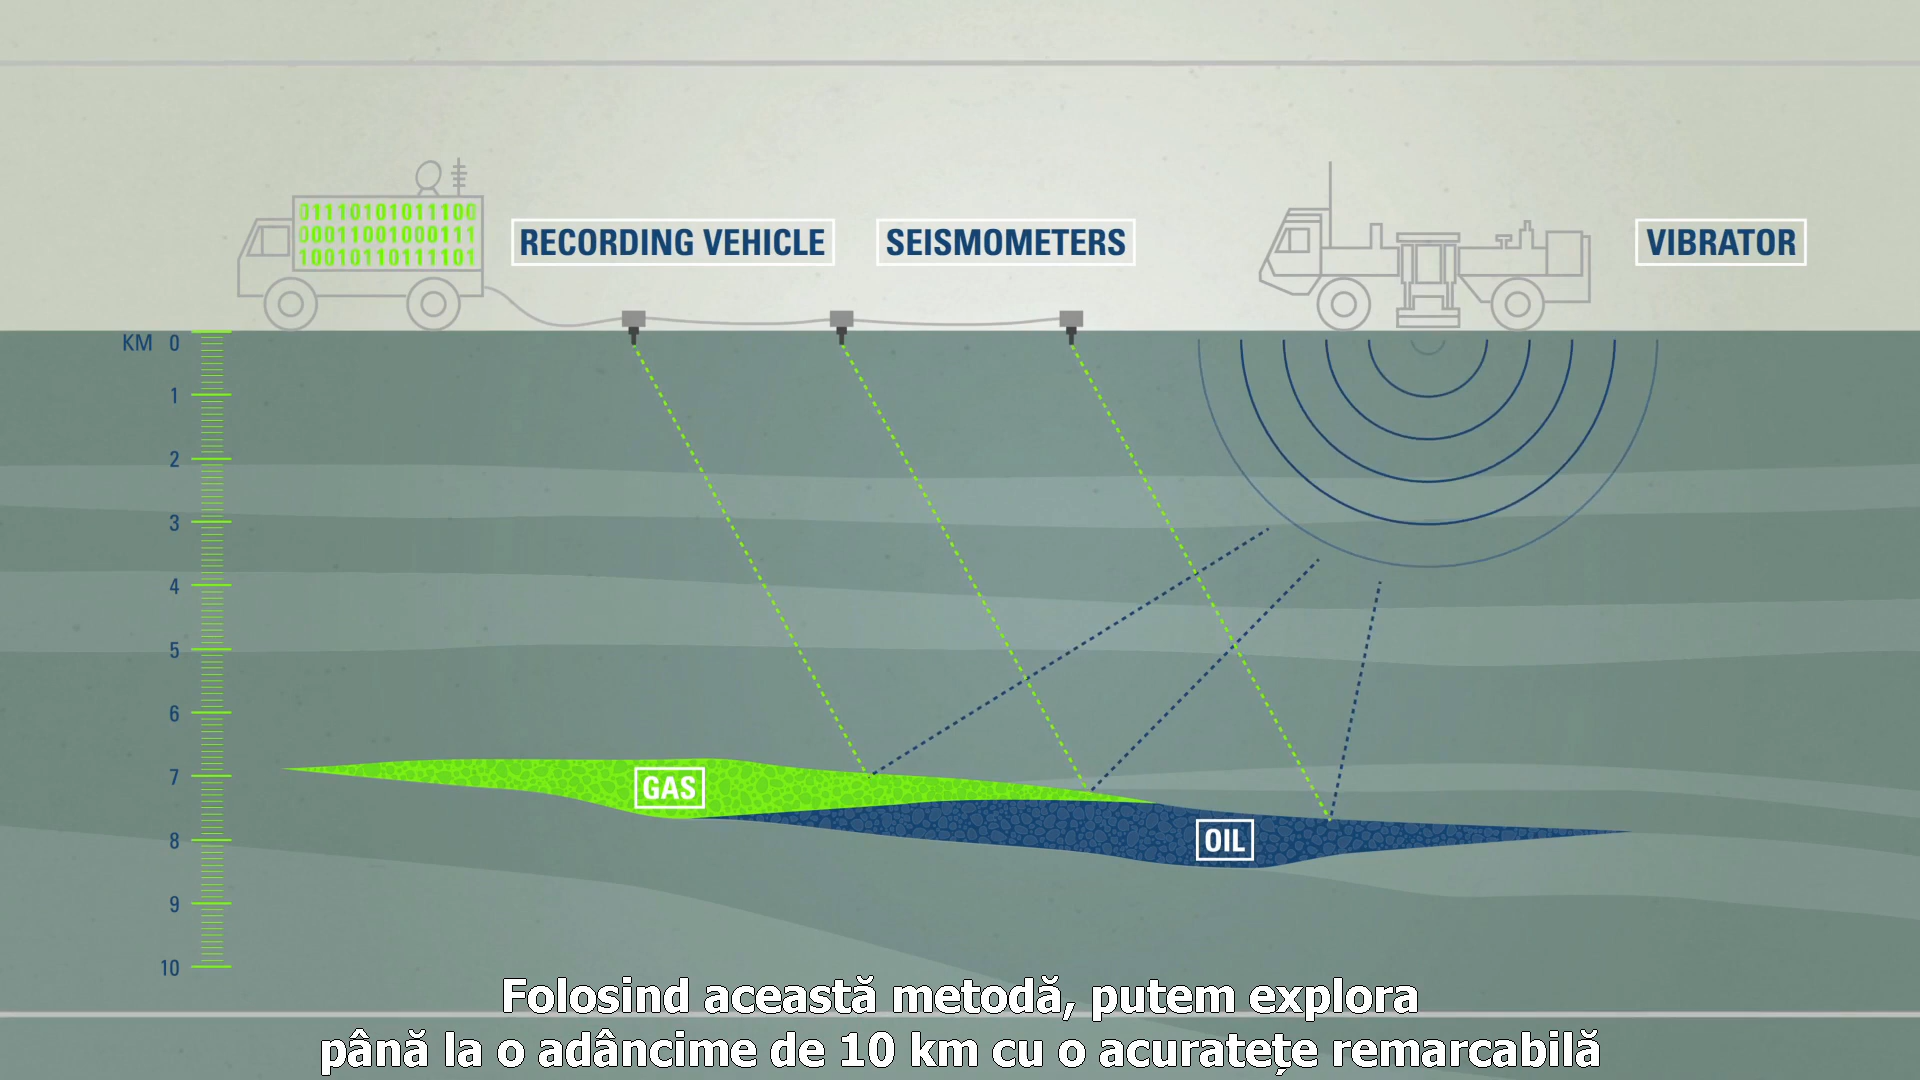 01110101011100
00011001000111
10010110111101
RECORDING VEHICLE
SEISMOMETERS
VIBRATOR
KM 0
1
2
3
4
5
6
7
8
9
10
GAS
OIL
Folosind această metodă, putem explora
până la o adâncime de 10 km cu o acuratețe remarcabilă